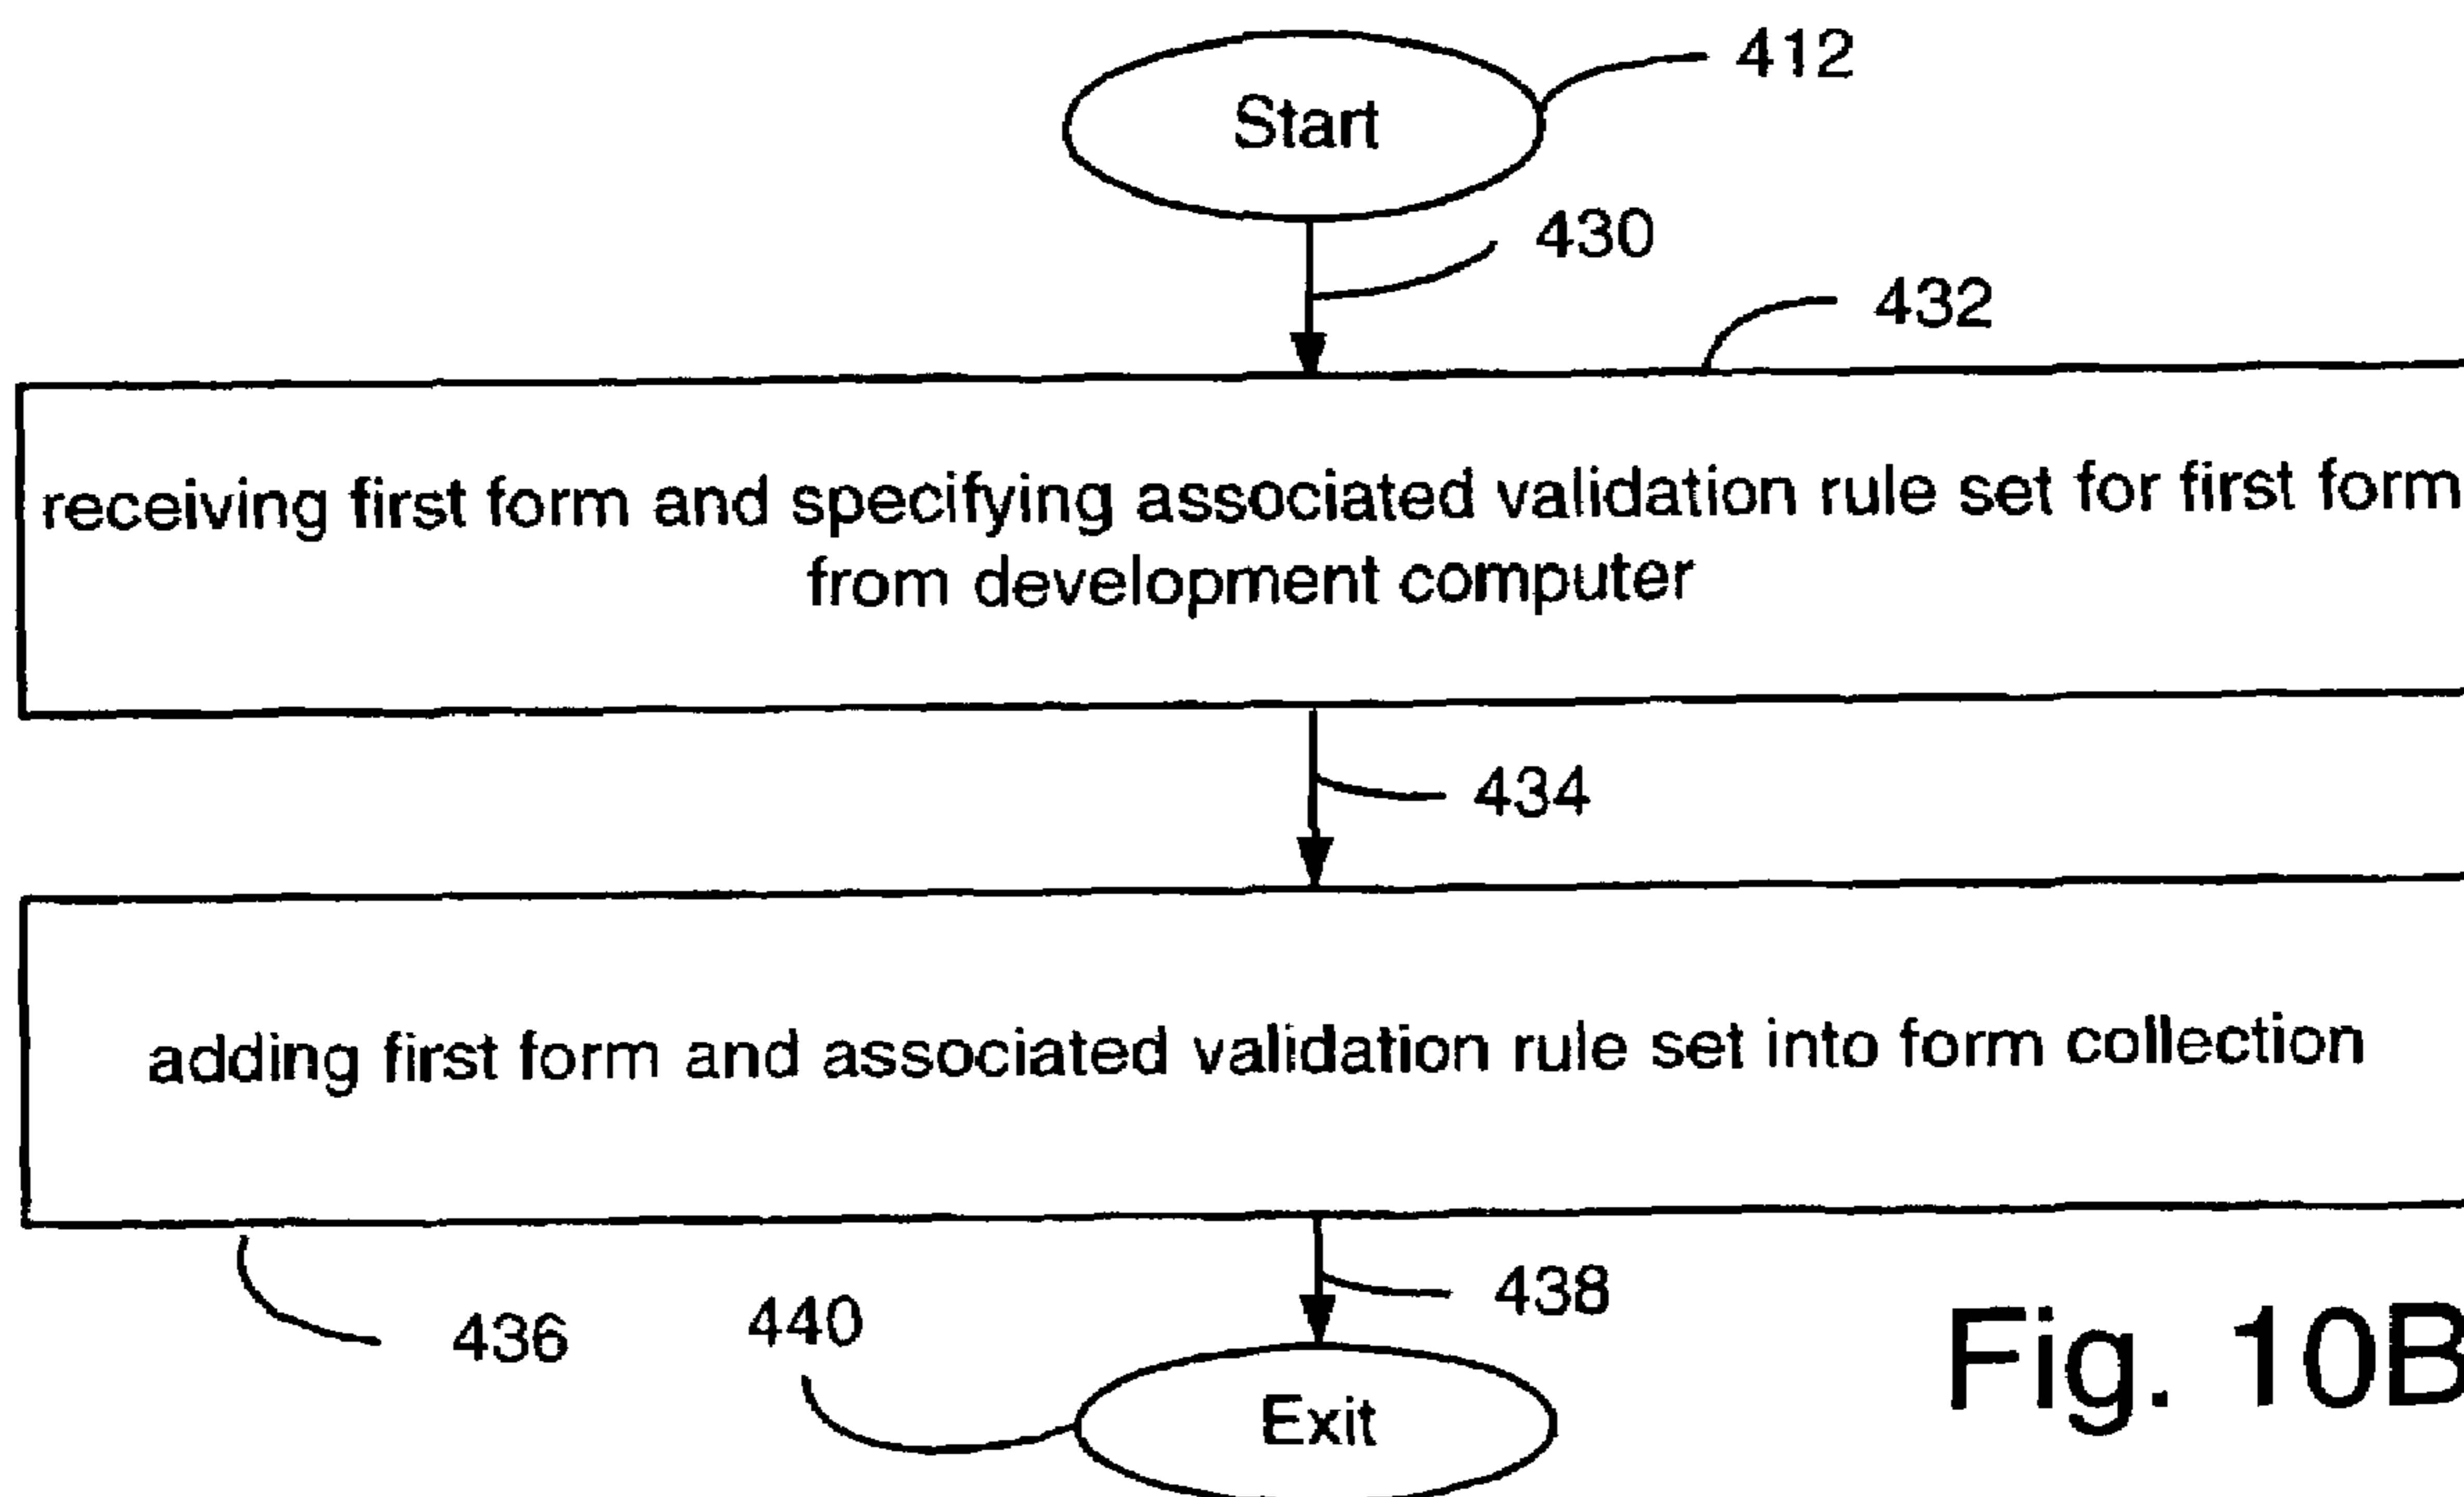 412
Start
430
432
receiving first form and specifying associated validation rule set for first form
from development computer
434
adding first form and associated validation rule set into form collection
436
440
438
Exit
Fig. 10B